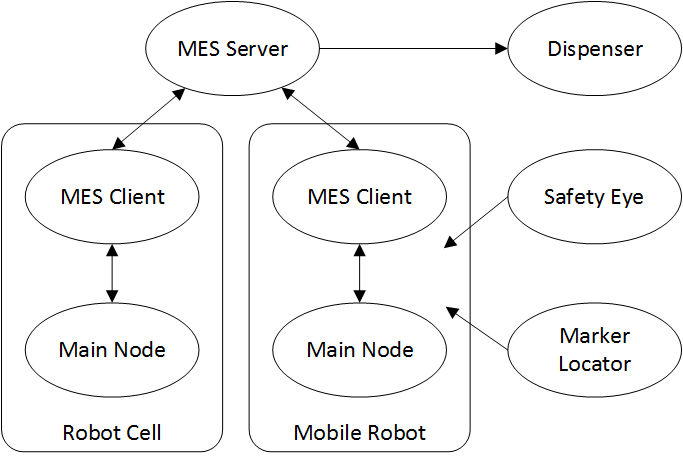 MES Server
Dispenser
MES Client
MES Client
Safety Eye
Main Node
Main Node
Marker
Locator
Robot Cell
Mobile Robot